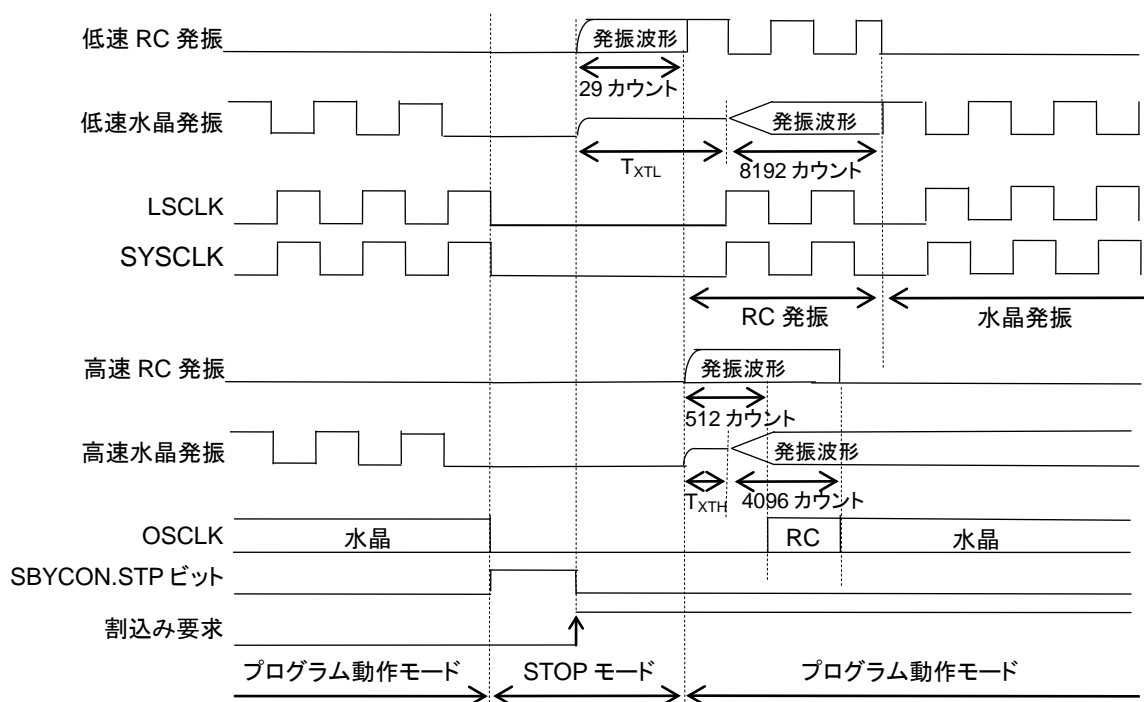 低速 RC 発振
発振波形
29 カウント
低速水晶発振
発振波形
TXTL
8192 カウント
LSCLK
SYSCLK
RC 発振
水晶発振
高速 RC 発振
発振波形
512 カウント
高速水晶発振
発振波形
TXTH
4096 カウント
OSCLK
水晶
RC
水晶
SBYCON.STP ビット
割込み要求
プログラム動作モード
STOP モード
プログラム動作モード